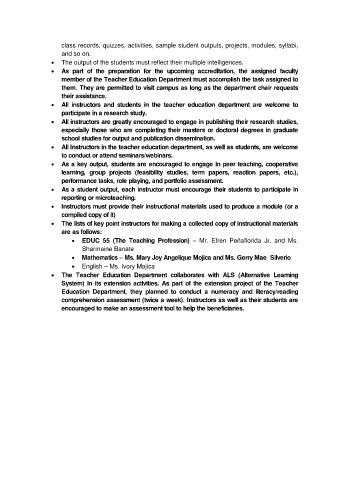 class records, quizzes, activities, sample student outputs, projects, modules, syllabi,
and so on.
• The output of the students must reflect their multiple intelligences.
• As part of the preparation for the upcoming accreditation, the assigned faculty
member of the Teacher Education Department must accomplish the task assigned to
them. They are permitted to visit campus as long as the department chair requests
their assistance.
• All instructors and students in the teacher education department are welcome to
participate in a research study.
• All instructors are greatly encouraged to engage in publishing their research studies,
especially those who are completing their masters or doctoral degrees in graduate
school studies for output and publication dissemination.
• All Instructors in the teacher education department, as well as students, are welcome
to conduct or attend seminars/webinars.
• As a key output, students are encouraged to engage in peer teaching, cooperative
learning, group projects (feasibility studies, term papers, reaction papers, etc.),
performance tasks, role playing, and portfolio assessment.
• As a student output, each instructor must encourage their students to participate in
reporting or microteaching.
• Instructors must provide their instructional materials used to produce a module (or a
compiled copy of it)
• The lists of key point instructors for making a collected copy of instructional materials
are as follows:
• EDUC 55 (The Teaching Profession) – Mr. Efren Peñaflorida Jr. and Ms.
Sharmaine Banate
• Mathematics – Ms. Mary Joy Angelique Mojica and Ms. Gerry Mae Silverio
• English – Ms. Ivory Mojica
• The Teacher Education Department collaborates with ALS (Alternative Learning
System) in its extension activities. As part of the extension project of the Teacher
Education Department, they planned to conduct a numeracy and literacy/reading
comprehension assessment (twice a week). Instructors as well as their students are
encouraged to make an assessment tool to help the beneficiaries.